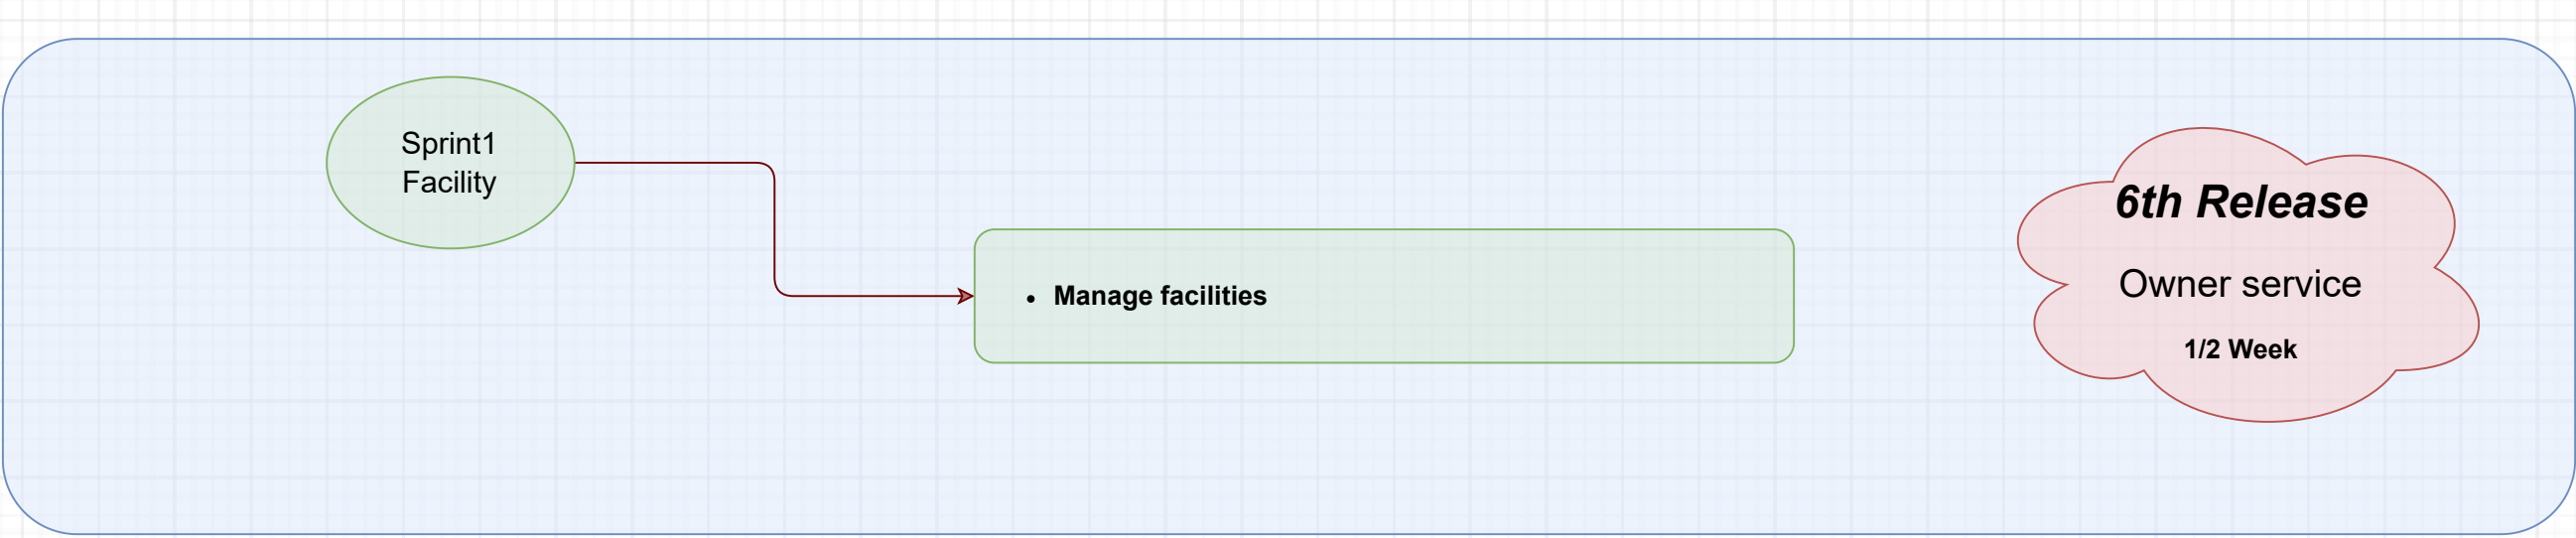 Sprint1
Facility
• Manage facilities
6th Release
Owner service
1/2 Week